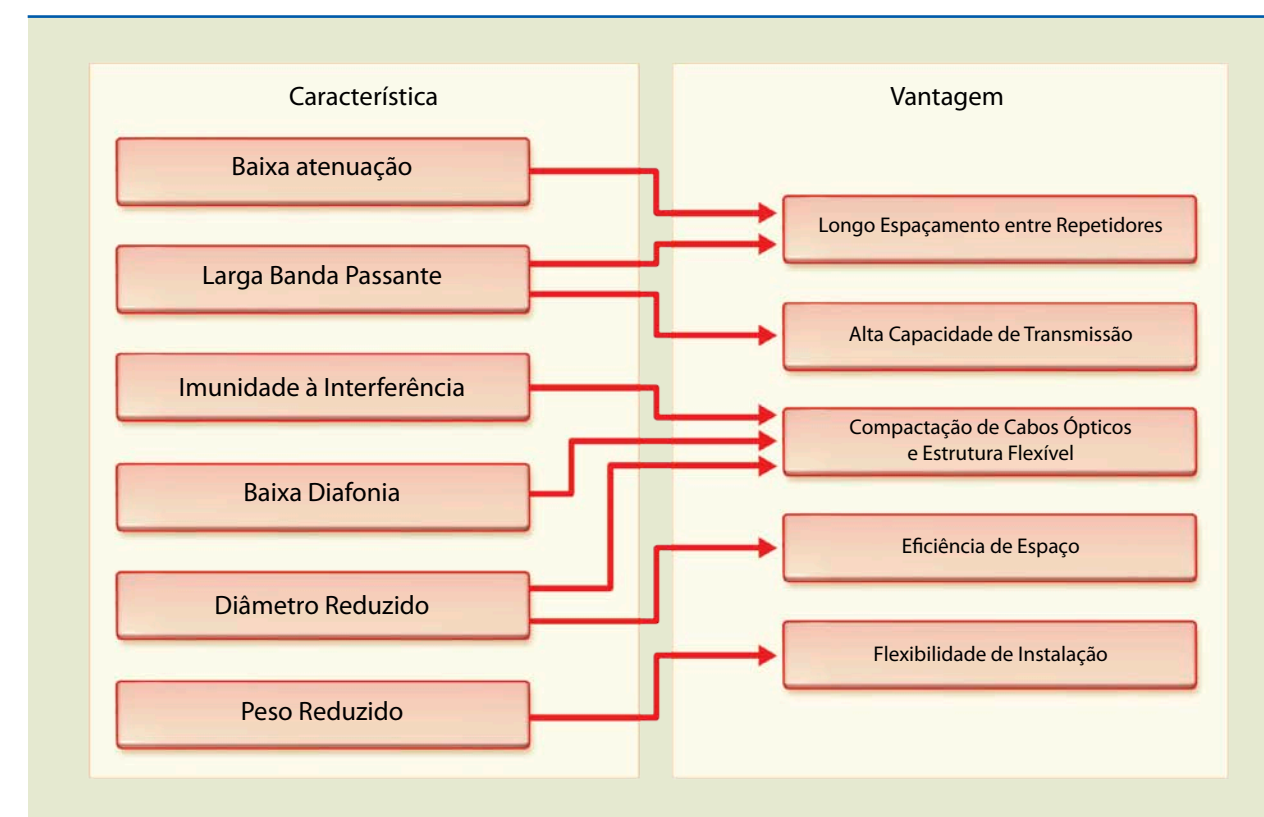 Característica
Baixa atenuação
Larga Banda Passante
Imunidade à Interferência
Baixa Diafonia
Diâmetro Reduzido
Peso Reduzido
Vantagem
Longo Espaçamento entre Repetidores
Alta Capacidade de Transmissão
Compactação de Cabos Ópticos
e Estrutura Flexível
Eficiência de Espaço
Flexibilidade de Instalação